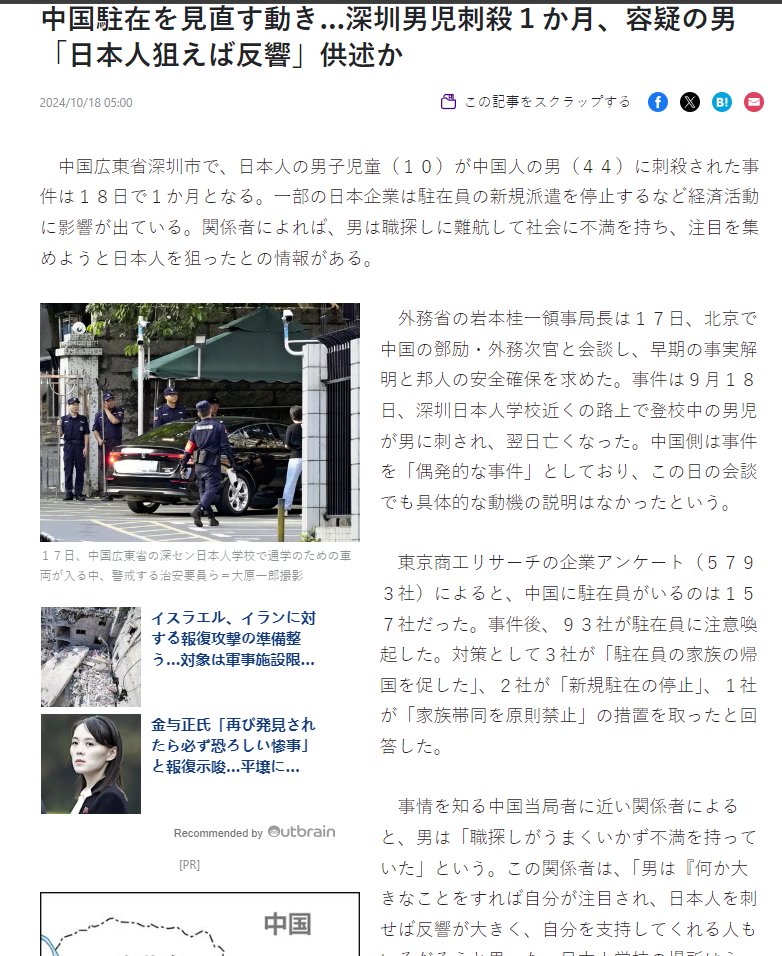 中国駐在を見直す動き…深圳男児刺殺１か月、容疑の男
「日本人狙えば反響」供述か
2024/10/18 05:00
この記事をスクラップする
中国広東省深圳市で、日本人の男子児童（１０）が中国人の男（４４）に刺殺された事
件は１８日で１か月となる。一部の日本企業は駐在員の新規派遣を停止するなど経済活動
に影響が出ている。関係者によれば、男は職探しに難航して社会に不満を持ち、注目を集
めようと日本人を狙ったとの情報がある。
１７日、中国広東省の深セン日本人学校で通学のための車
両が入る中、警戒する治安要員ら＝大原一郎撮影
イスラエル、イランに対
する報復攻撃の準備整
う…対象は軍事施設限...
金与正氏「再び発見され
たら必ず恐ろしい惨事」
と報復示唆…平壌に...
Recommended by Outbrain
[PR]
中国
外務省の岩本桂一領事局長は１７日、北京で
中国の鄧励・外務次官と会談し、早期の事実解
明と邦人の安全確保を求めた。事件は９月１８
日、深圳日本人学校近くの路上で登校中の男児
が男に刺され、翌日亡くなった。中国側は事件
を「偶発的な事件」としており、この日の会談
でも具体的な動機の説明はなかったという。
東京商工リサーチの企業アンケート（５７９
３社）によると、中国に駐在員がいるのは１５
７社だった。事件後、９３社が駐在員に注意喚
起した。対策として３社が「駐在員の家族の帰
国を促した」、２社が「新規駐在の停止」、１社
が「家族帯同を原則禁止」の措置を取ったと回
答した。
事情を知る中国当局者に近い関係者による
と、男は「職探しがうまくいかず不満を持って
いた」という。この関係者は、「男は『何か大
きなことをすれば自分が注目され、日本人を刺
せば反響が大きく、自分を支持してくれる人も